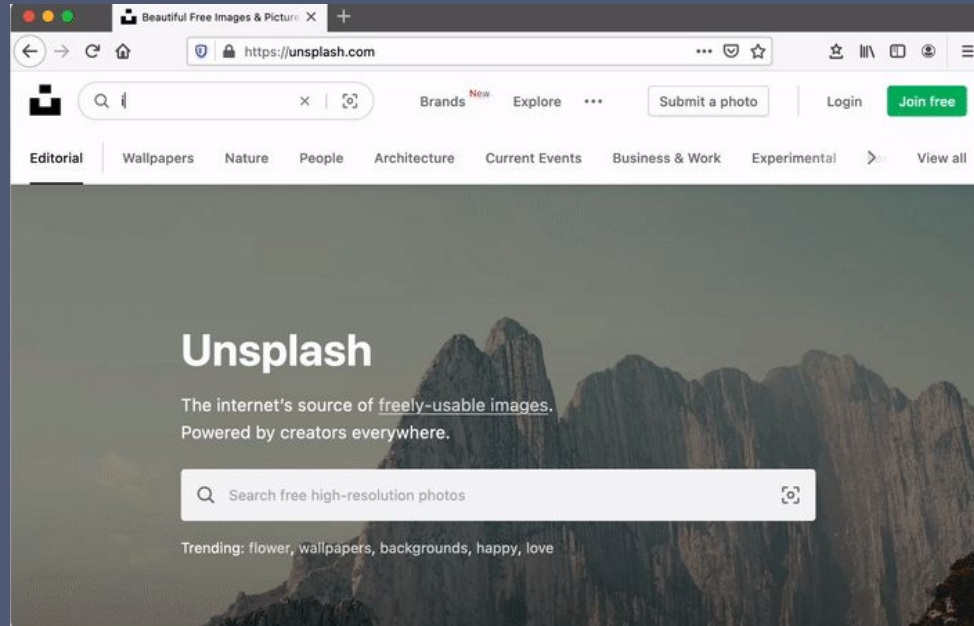 Beautiful Free Images & Picture
https://unsplash.com
i
Brands New Explore Submit a photo Login Join free
Editorial Wallpapers Nature People Architecture Current Events Business & Work Experimental View all
Unsplash
The internet's source of freely-usable images.
Powered by creators everywhere.
Search free high-resolution photos
Trending: flower, wallpapers, backgrounds, happy, love